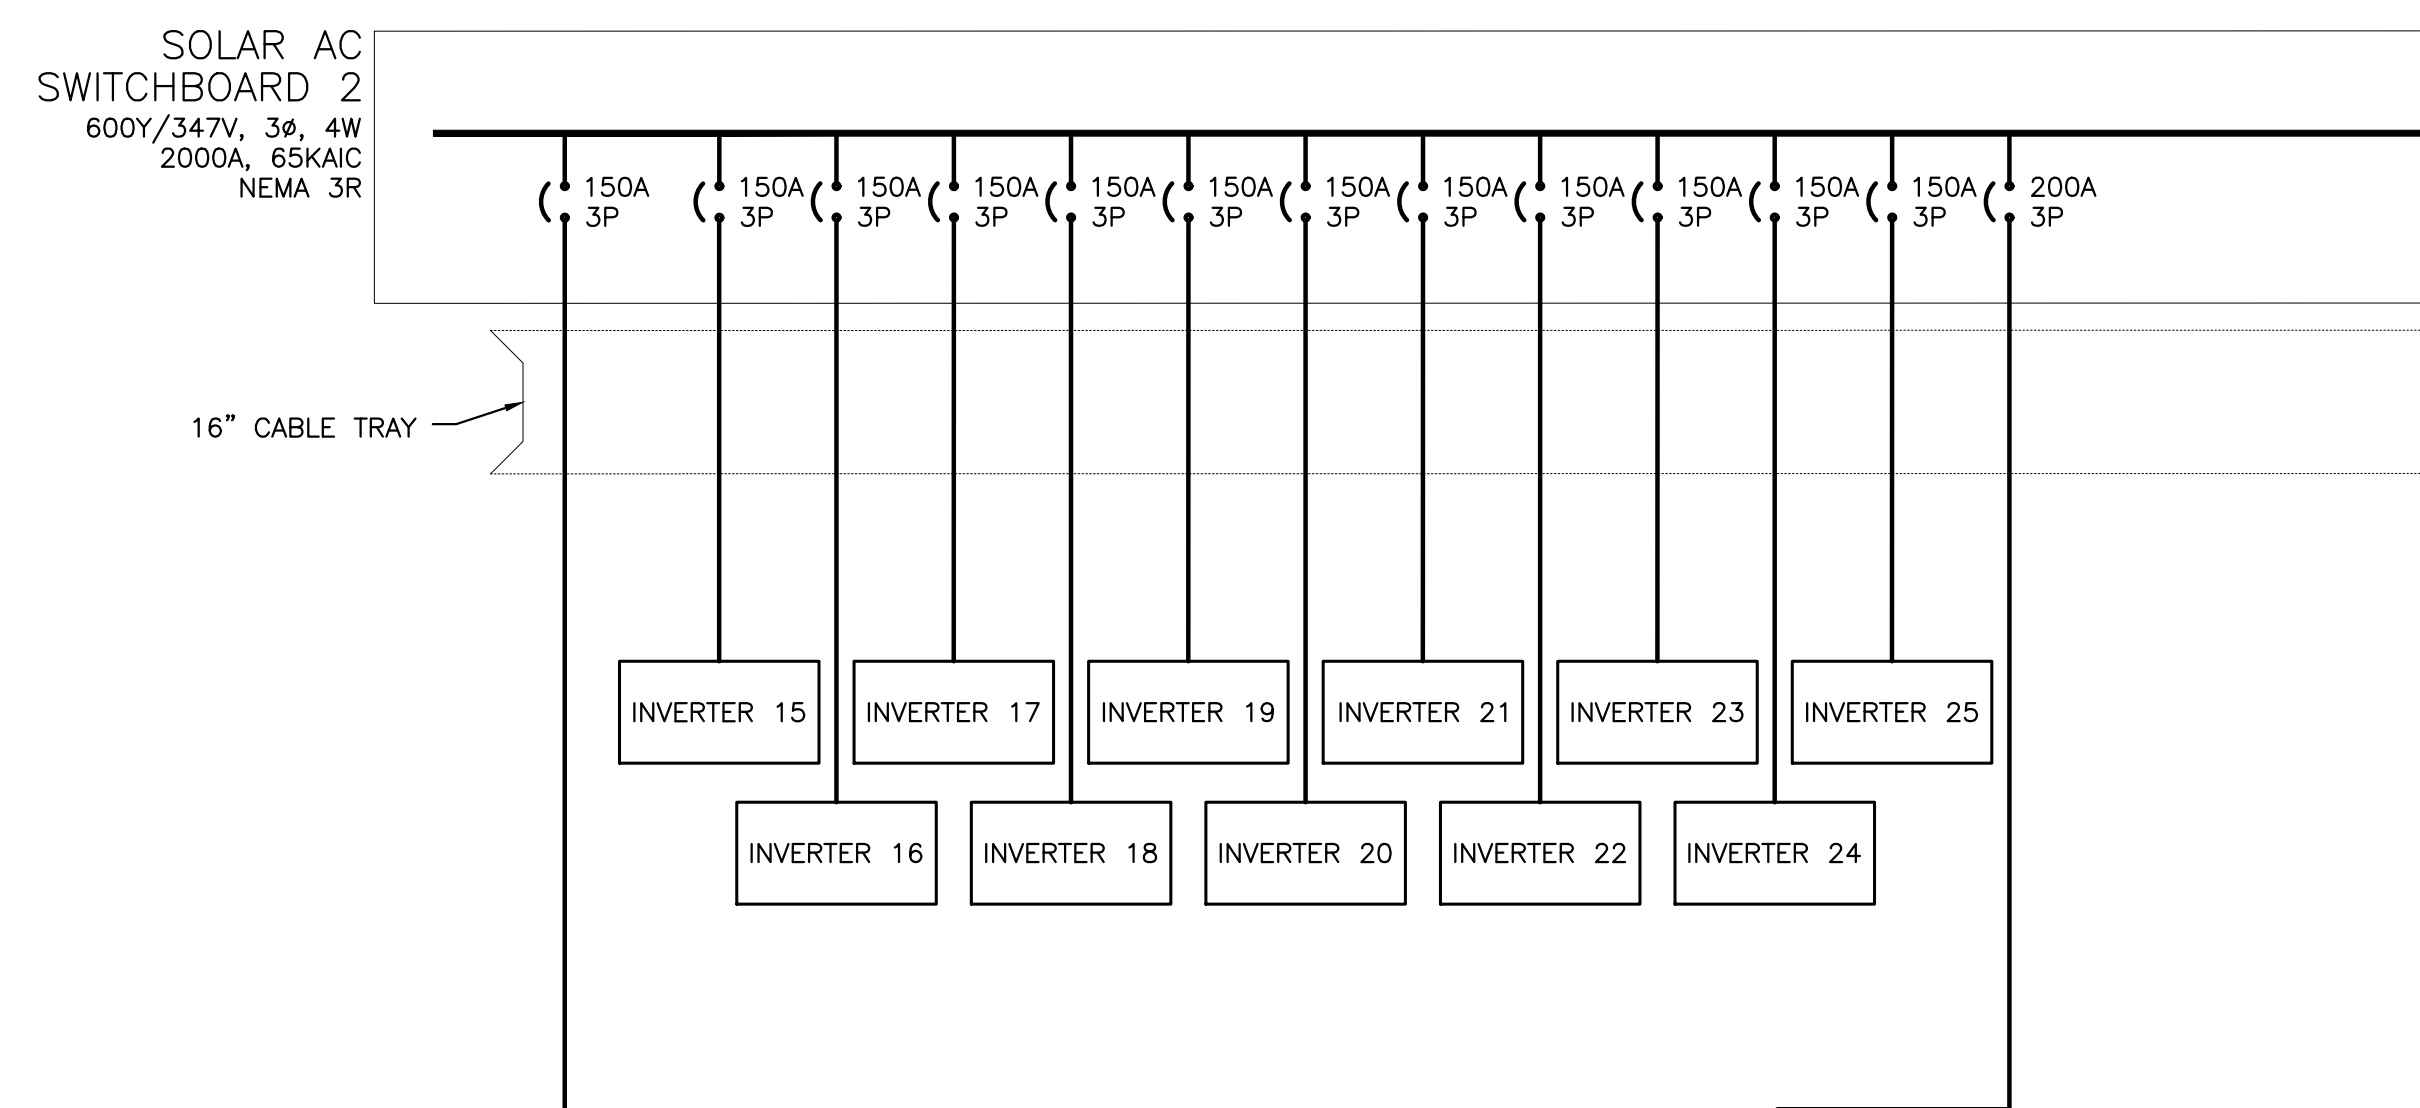 SOLAR AC
SWITCHBOARD 2
600Y/347V, 3ø, 4W
2000A, 65KAIC
NEMA 3R
150A
3P
150A
3P
150A
3P
150A
3P
150A
3P
150A
3P
150A
3P
150A
3P
150A
3P
150A
3P
150A
3P
150A
3P
200A
3P
16” CABLE TRAY
INVERTER 15
INVERTER 17
INVERTER 19
INVERTER 21
INVERTER 23
INVERTER 25
INVERTER 16
INVERTER 18
INVERTER 20
INVERTER 22
INVERTER 24